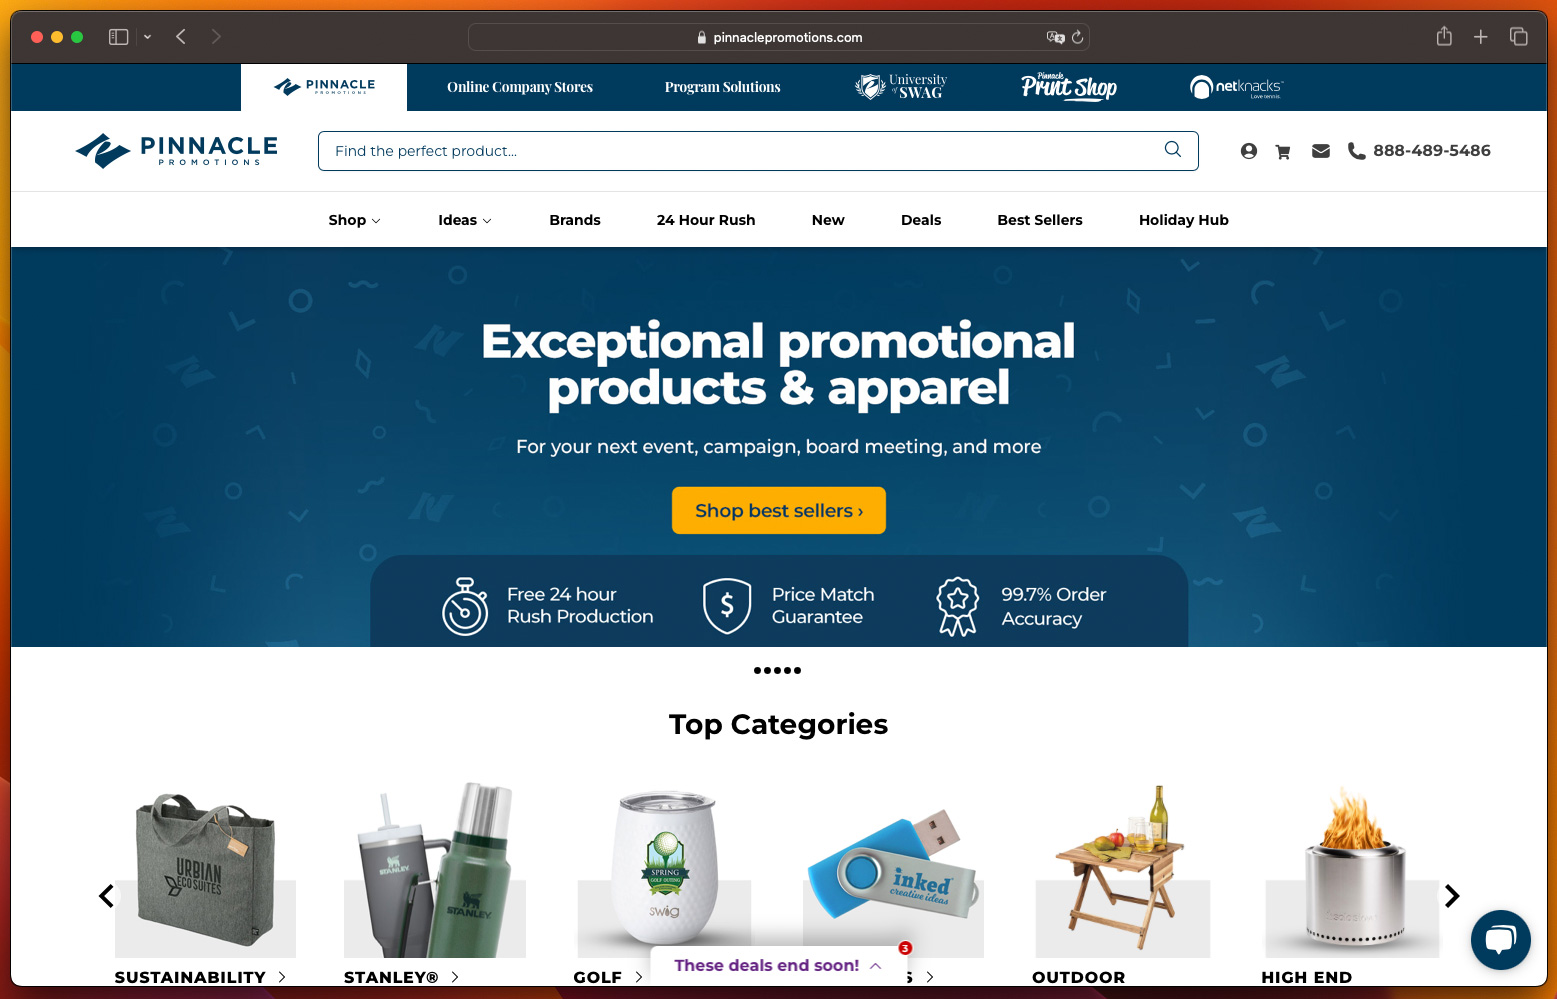 pinnaclepromotions.com
PINNACLE
PROMOTIONS
Online Company Stores
Program Solutions
University
of SWAG
Pinnacle
Print Shop
netknacks
Love tennis.
PINNACLE
PROMOTIONS
Find the perfect product...
888-489-5486
Shop
Ideas
Brands
24 Hour Rush
New
Deals
Best Sellers
Holiday Hub
Exceptional promotional
products & apparel
For your next event, campaign, board meeting, and more
Shop best sellers ›
Free 24 hour
Rush Production
$
Price Match
Guarantee
99.7% Order
Accuracy
Top Categories
URBIAN
ECO SUITES
STANLEY
STANLEY
SPRING
GOLF OUTING
swig
inked
creative ideas
SUSTAINABILITY
STANLEY®
GOLF
S
OUTDOOR
HIGH END
These deals end soon!
3